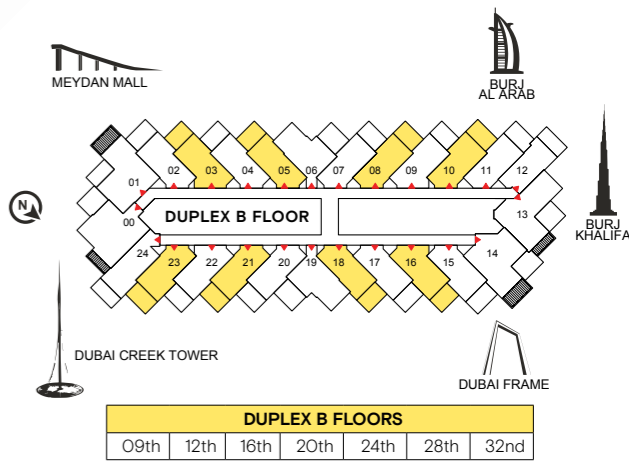 MEYDAN MALL
BURJ
AL ARAB
BURJ
KHALIFA
N
01 02 03 04 05 06 07 08 09 10 11 12
DUPLEX B FLOOR
00
13
24 23 22 21 20 19 18 17 16 15 14
DUBAI CREEK TOWER
DUBAI FRAME
DUPLEX B FLOORS
09th 12th 16th 20th 24th 28th 32nd